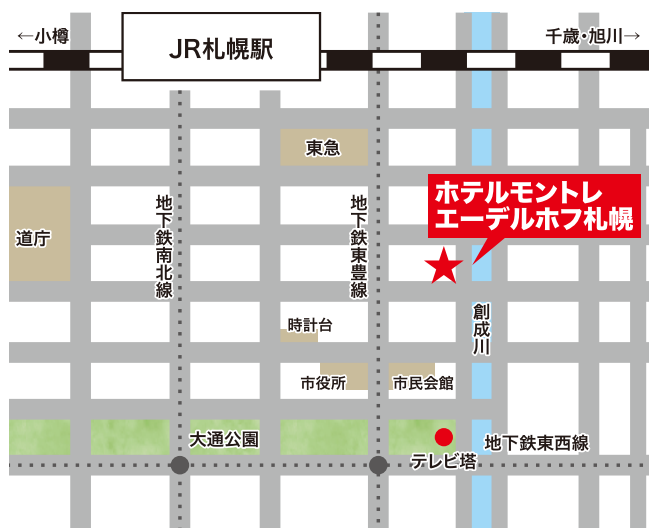 ←小樽
JR札幌駅
千歳・旭川→
東急
ホテルモントレ
エーデルホフ札幌
道庁
地下鉄南北線
地下鉄東豊線
創成川
時計台
市役所
市民会館
大通公園
テレビ塔
地下鉄東西線